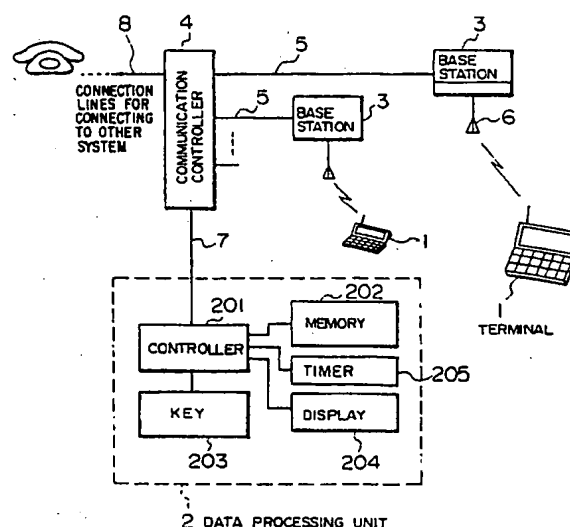 8
4
5
3
BASE
STATION
CONNECTION
LINES FOR
CONNECTING
TO OTHER
SYSTEM
COMMUNICATION
CONTROLLER
5
BASE
STATION
3
6
7
1
1
TERMINAL
201
202
CONTROLLER
MEMORY
TIMER
205
KEY
DISPLAY
203
204
2 DATA PROCESSING UNIT